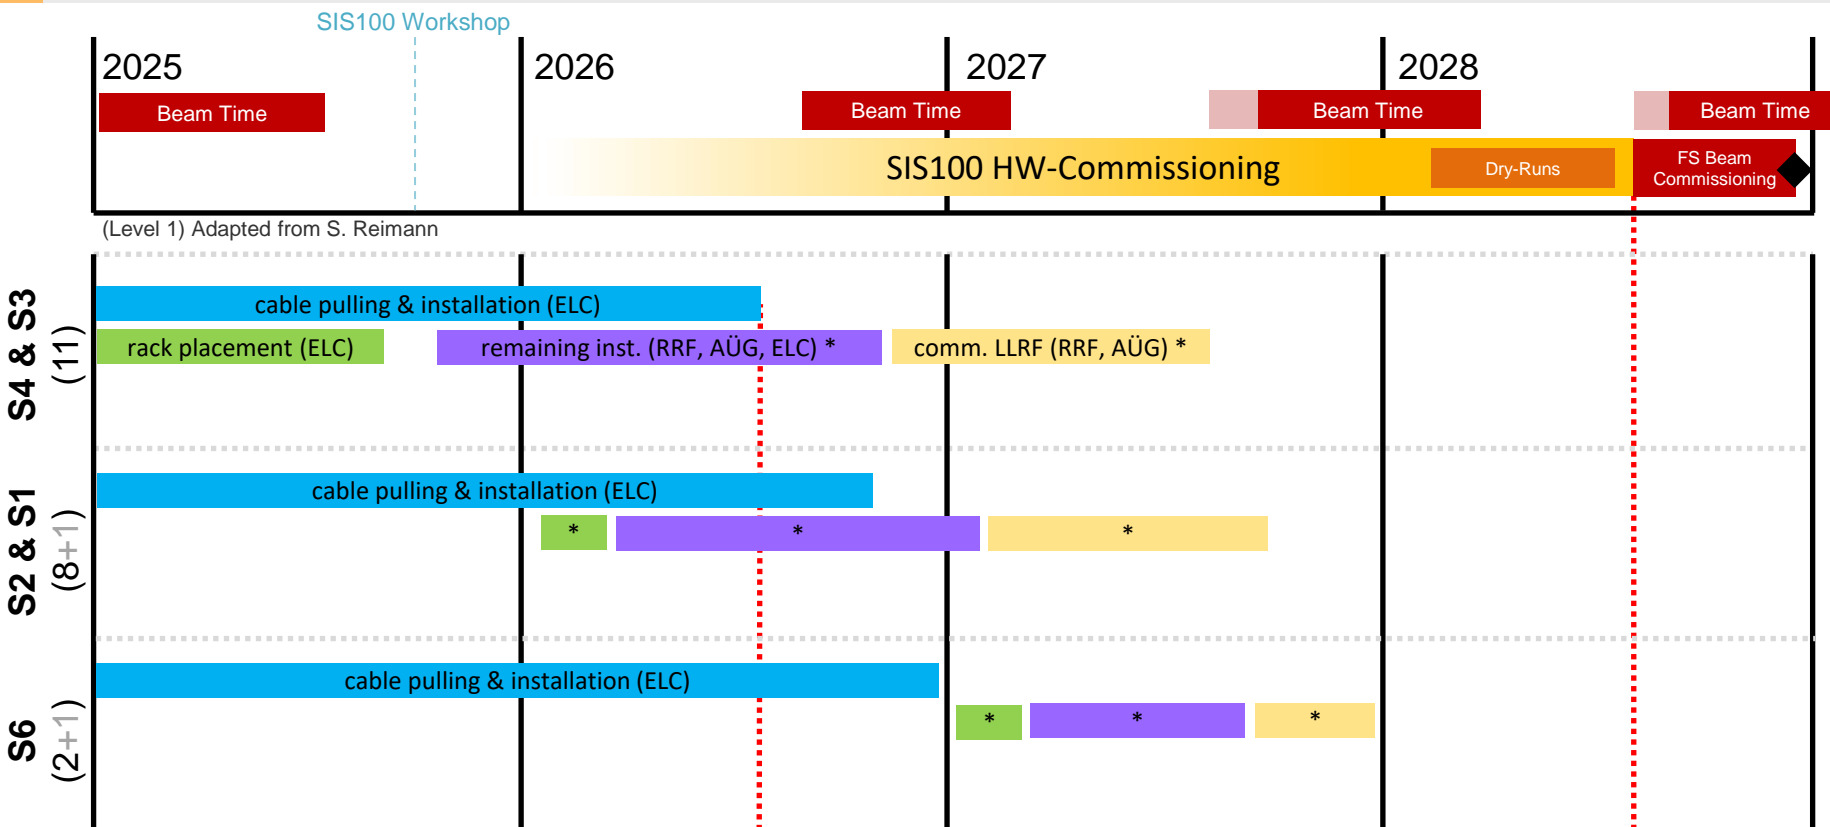 SIS100 Workshop
2025
2026
2027
2028
Beam Time
Beam Time
Beam Time
Beam Time
SIS100 HW-Commissioning
Dry-Runs
FS Beam
Commissioning
(Level 1) Adapted from S. Reimann
S4 & S3
(11)
cable pulling & installation (ELC)
rack placement (ELC)
remaining inst. (RRF, AÜG, ELC) *
comm. LLRF (RRF, AÜG) *
S2 & S1
(8+1)
cable pulling & installation (ELC)
*
*
*
S6
(2+1)
cable pulling & installation (ELC)
*
*
*